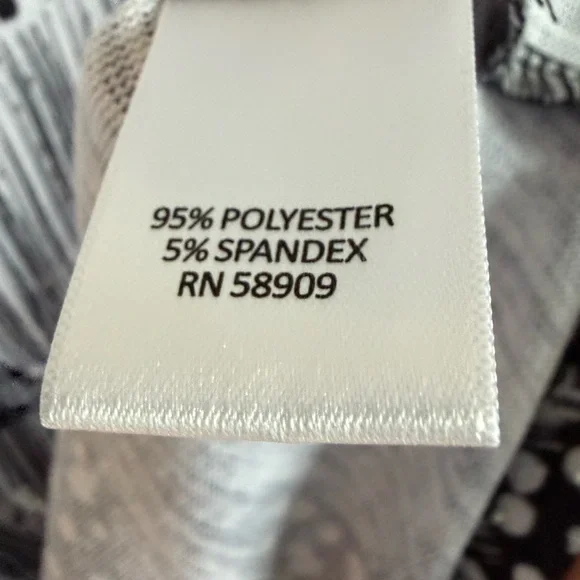 95% POLYESTER
5% SPANDEX
RN 58909